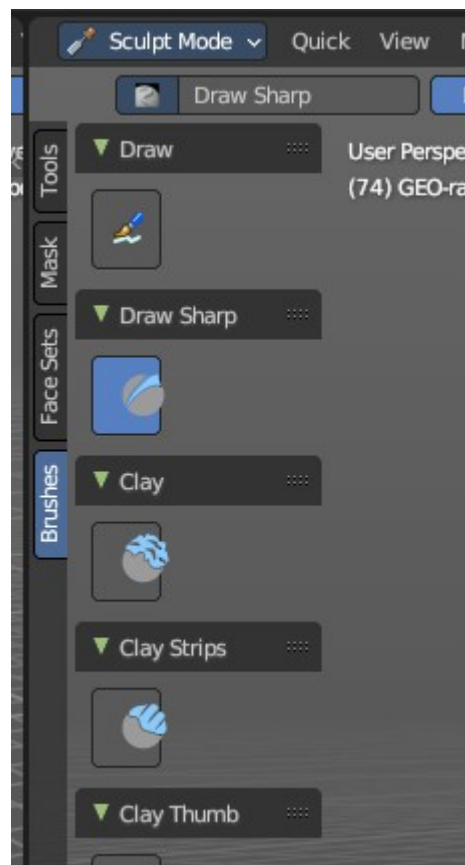 Sculpt Mode Quick View
Draw Sharp
Tools
Mask
Face Sets
Brushes
Draw
Draw Sharp
Clay
Clay Strips
Clay Thumb
User Perspe
(74) GEO-ra